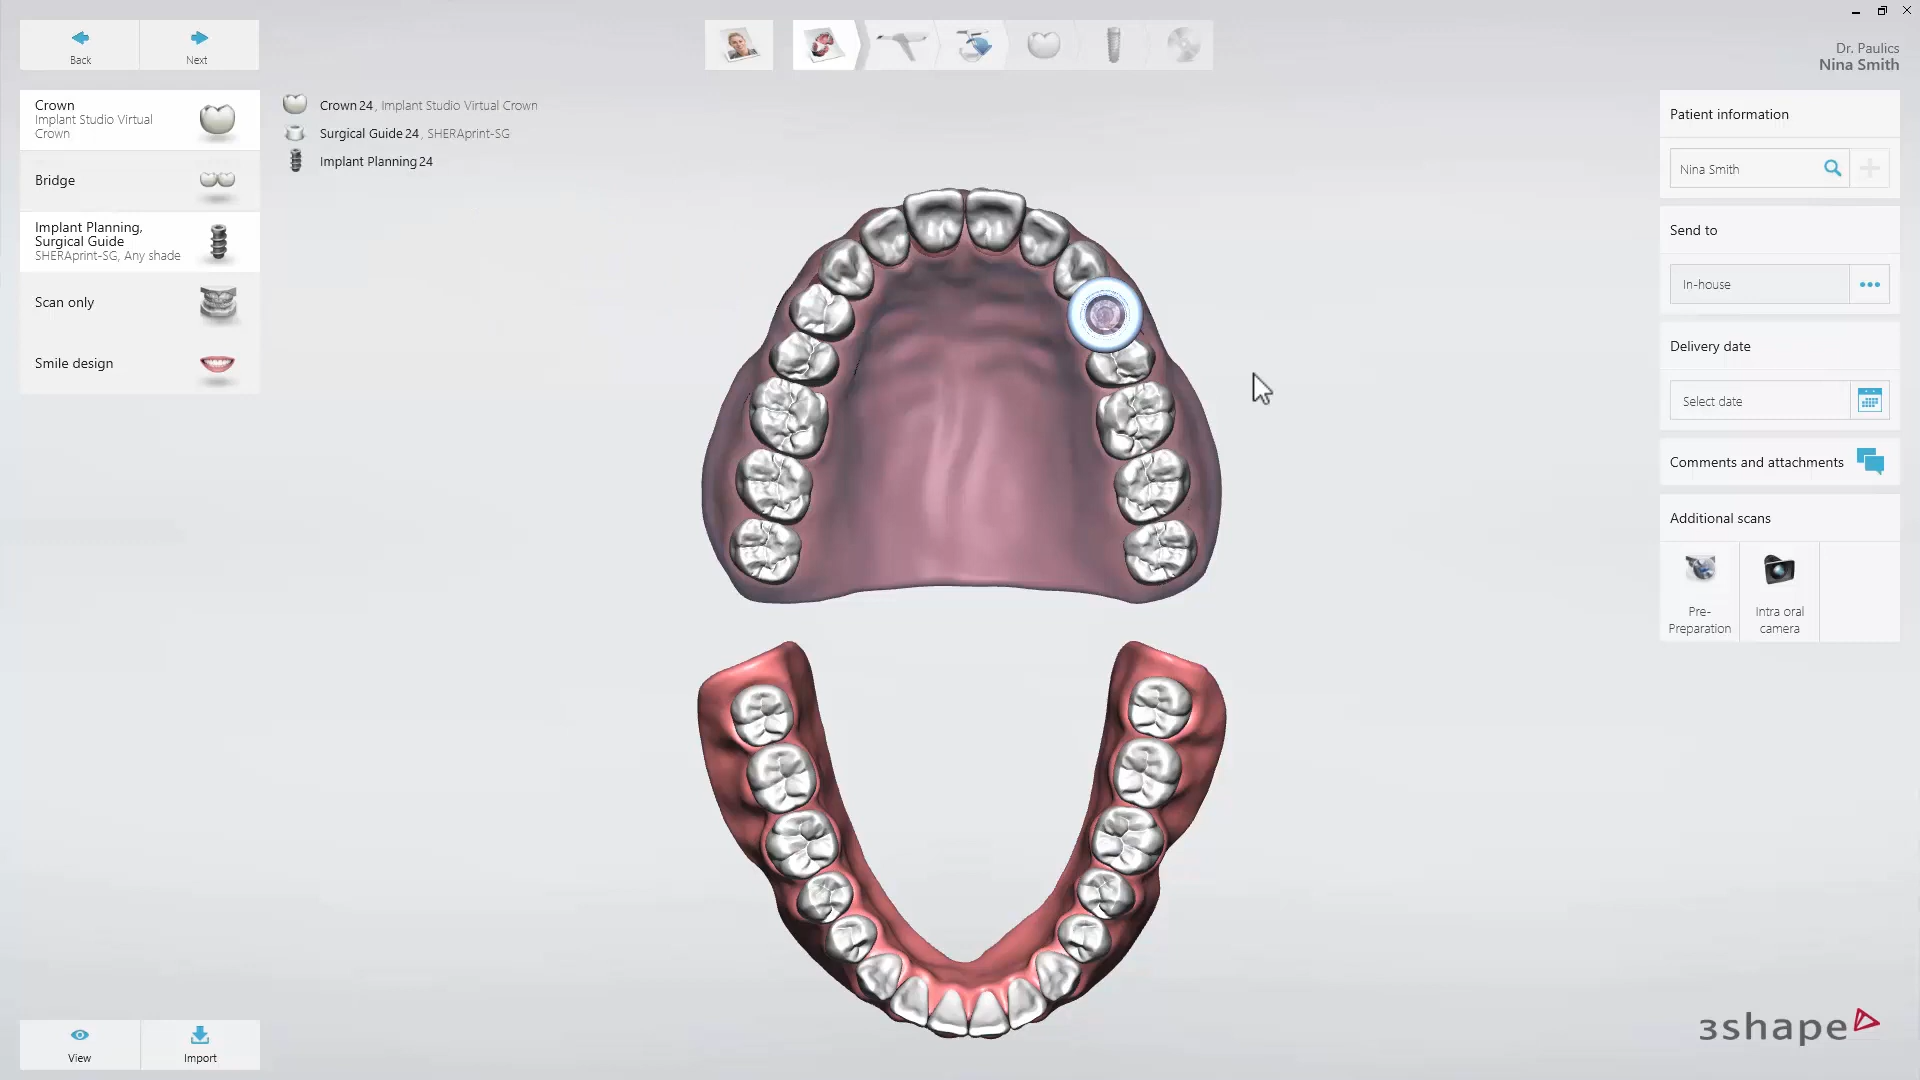 Back
Next
Dr. Paulics
Nina Smith
Crown
Implant Studio Virtual
Crown
Bridge
Implant Planning,
Surgical Guide
SHERAprint-SG, Any shade
Scan only
Smile design
Crown 24, Implant Studio Virtual Crown
Surgical Guide 24, SHERAprint-SG
Implant Planning 24
Patient information
Nina Smith
Send to
In-house
Delivery date
Select date
Comments and attachments
Additional scans
Pre-
Preparation
Intra oral
camera
View
Import
3shape